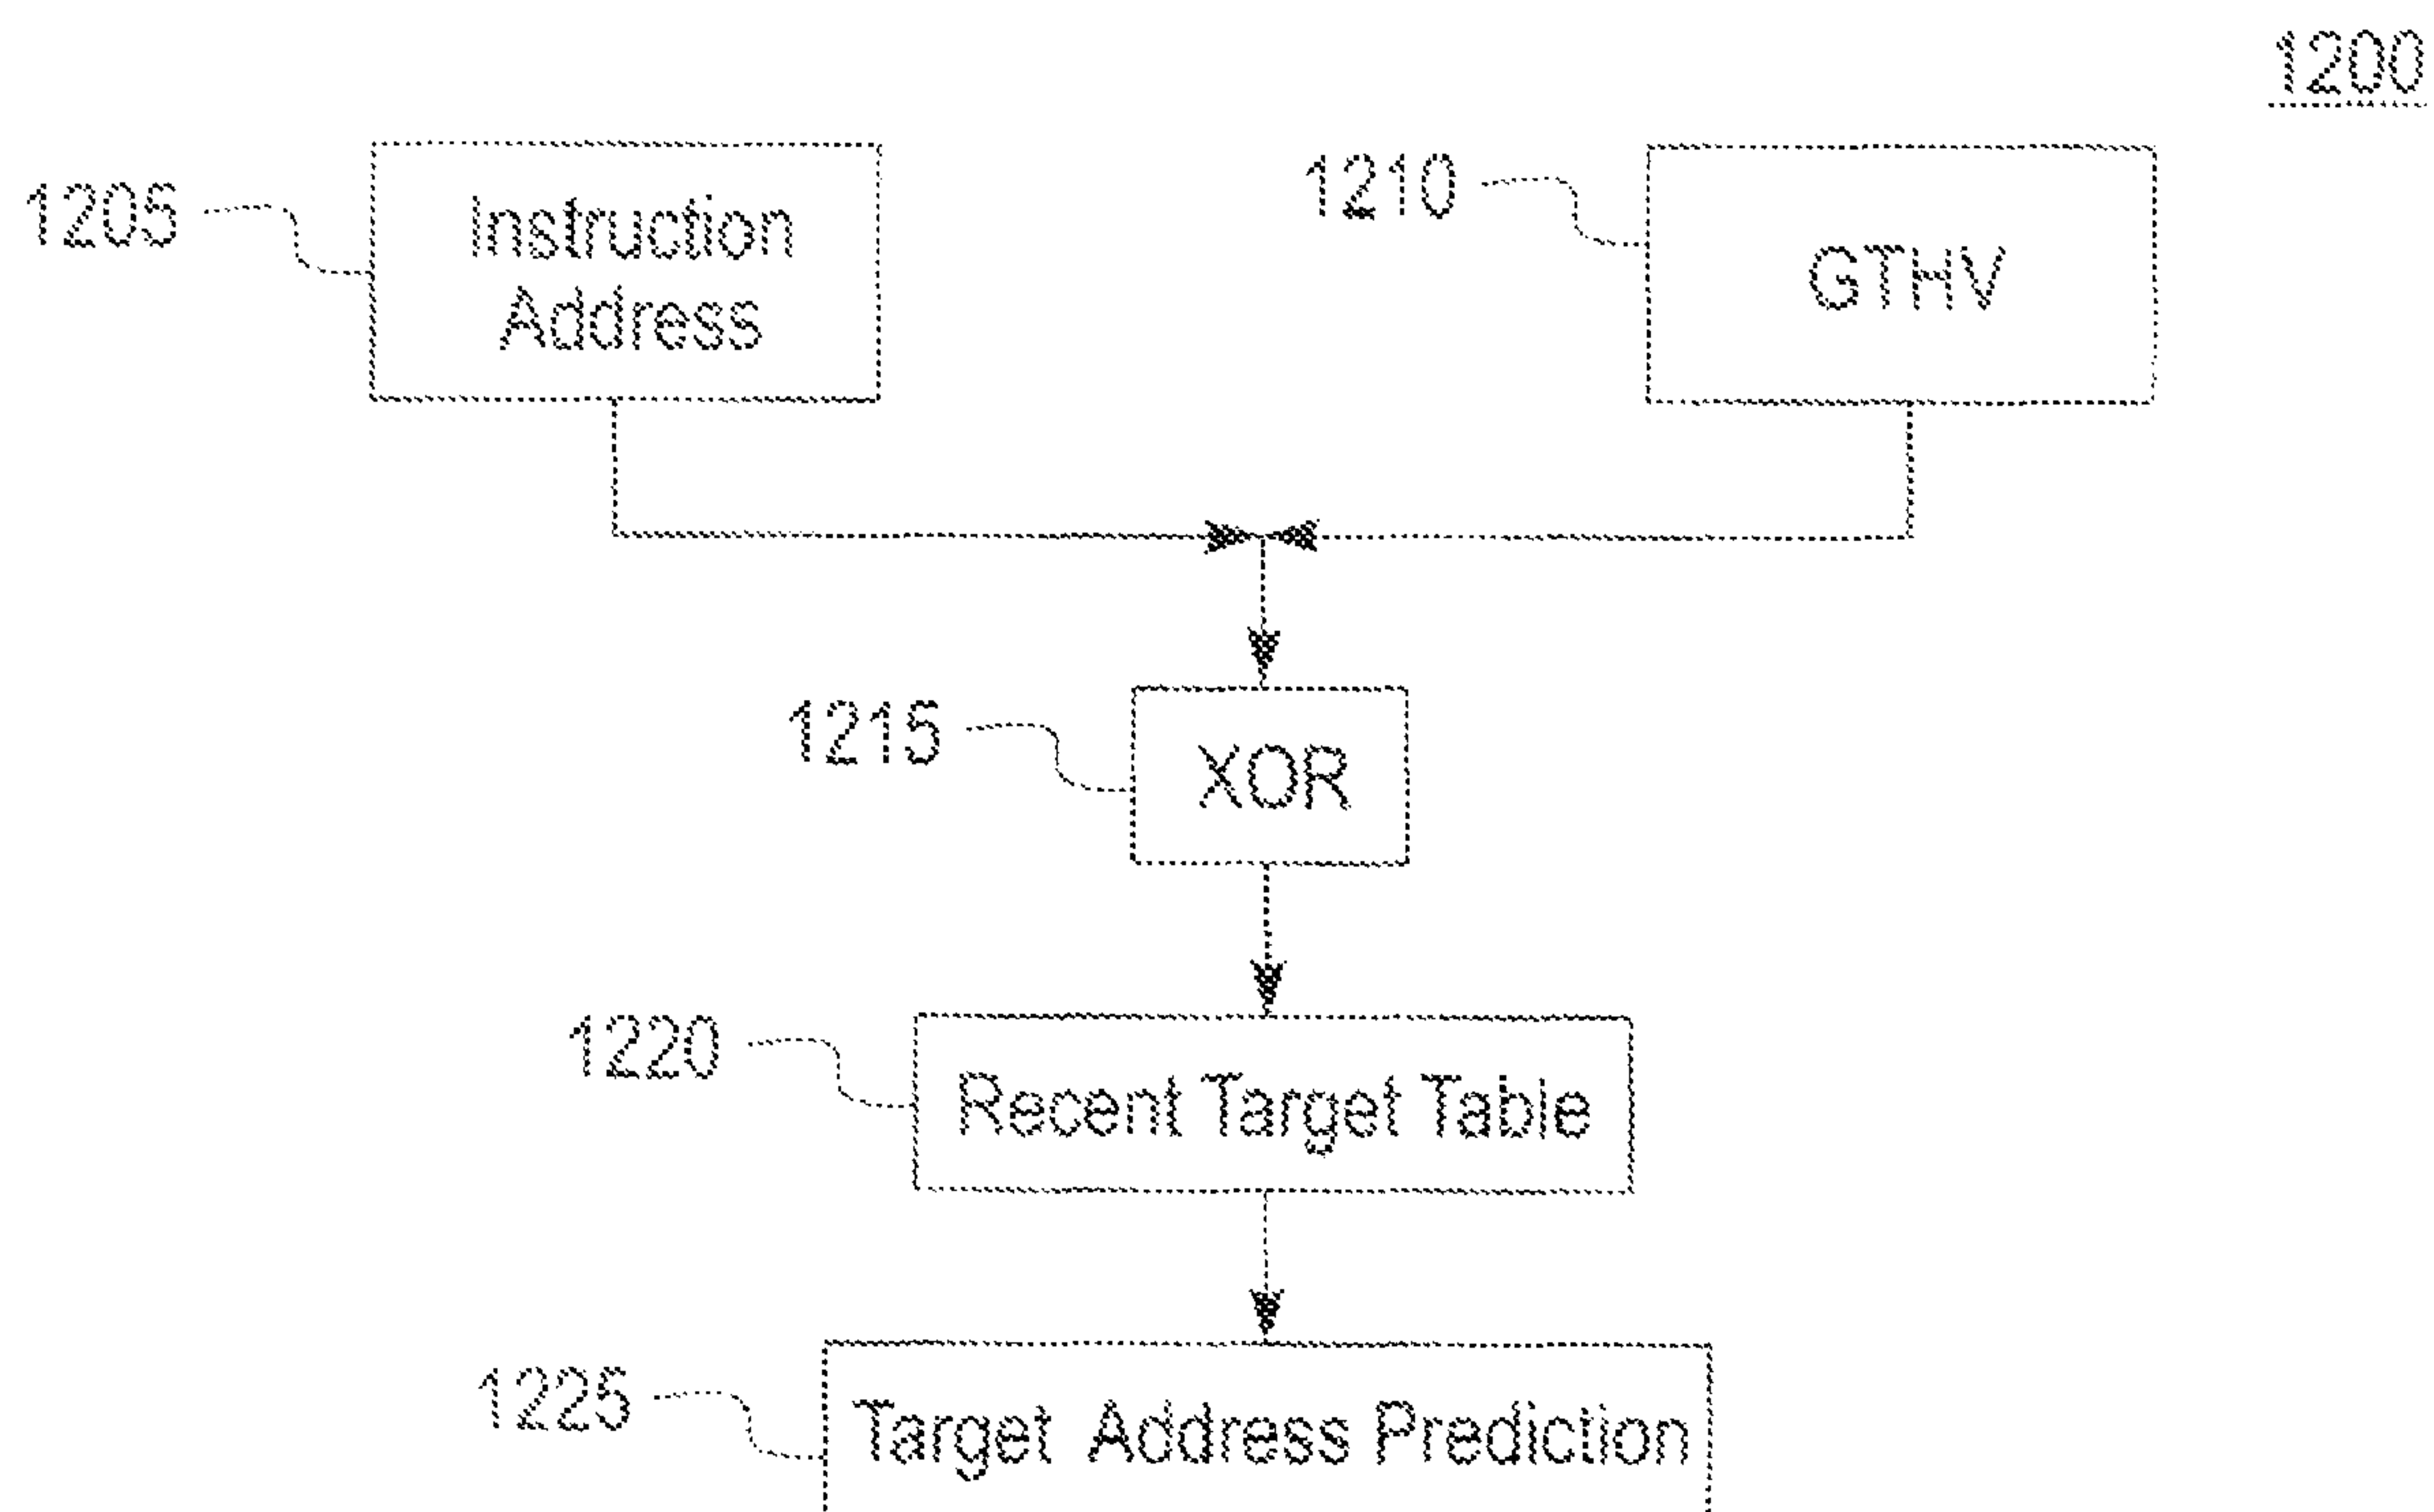 1200
1205
Instruction
Address
1210
GTHV
1215
XOR
1220
Recent Target Table
1225
Target Address Prediction